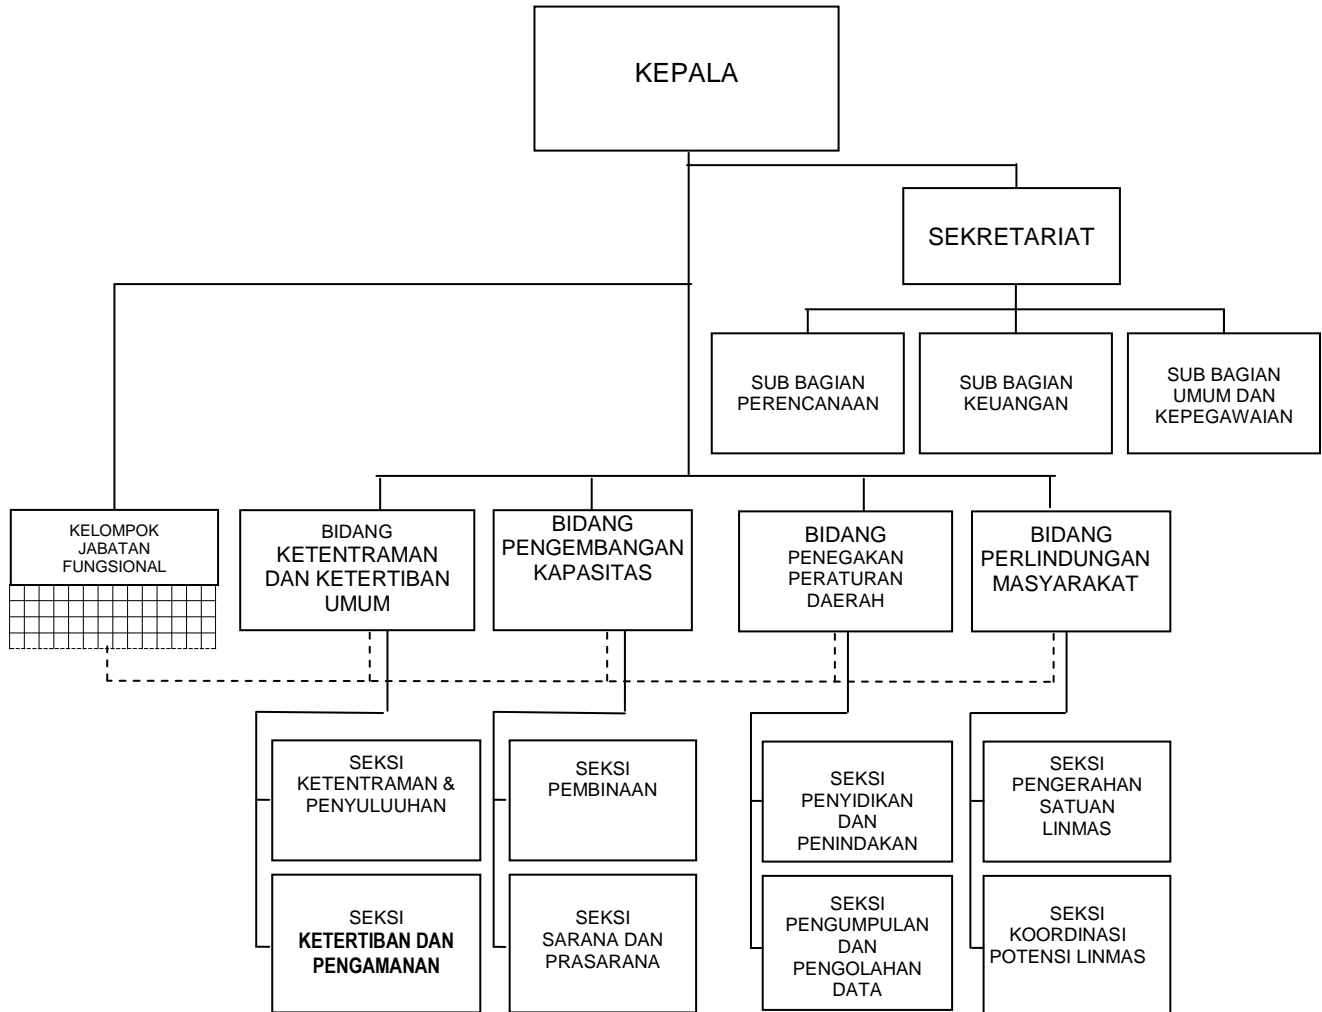 KEPALA
SEKRETARIAT
SUB BAGIAN
PERENCANAAN
SUB BAGIAN
KEUANGAN
SUB BAGIAN
UMUM DAN
KEPEGAWAIAN
KELOMPOK
JABATAN
FUNGSIONAL
BIDANG
KETENTRAMAN
DAN KETERTIBAN
UMUM
BIDANG
PENGEMBANGAN
KAPASITAS
BIDANG
PENEGAKAN
PERATURAN
DAERAH
BIDANG
PERLINDUNGAN
MASYARAKAT
SEKSI
KETENTRAMAN &
PENYULUUHAN
SEKSI
PEMBINAAN
SEKSI
PENYIDIKAN
DAN
PENINDAKAN
SEKSI
PENGERAHAN
SATUAN
LINMAS
SEKSI
KETERTIBAN DAN
PENGAMANAN
SEKSI
SARANA DAN
PRASARANA
SEKSI
PENGUMPULAN
DAN
PENGOLAHAN
DATA
SEKSI
KOORDINASI
POTENSI LINMAS